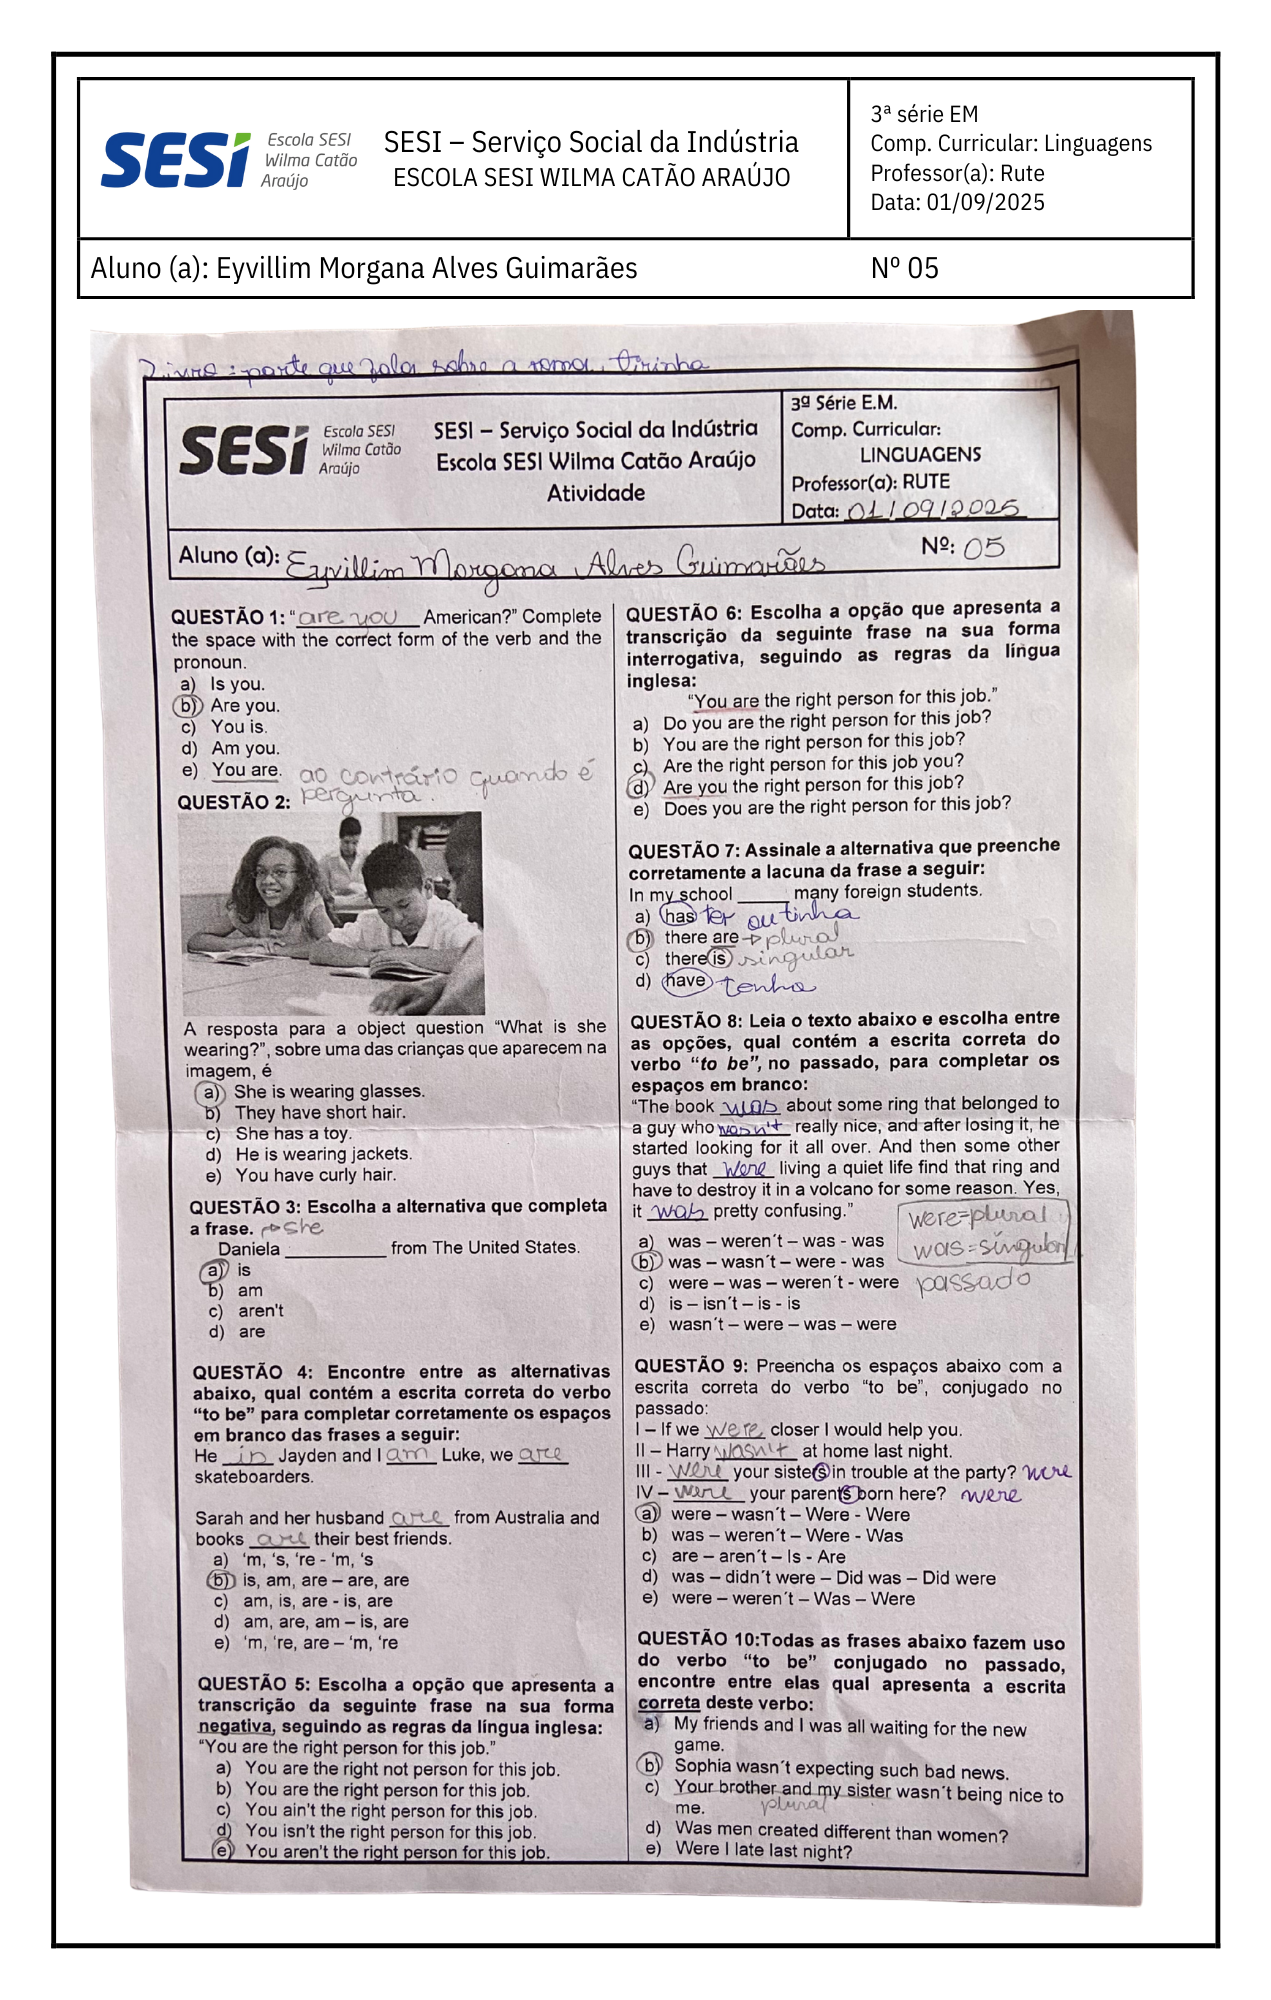 SESI
Escola SESI
Wilma Catão
Araújo
SESI – Serviço Social da Indústria
ESCOLA SESI WILMA CATÃO ARAÚJO
3ª série EM
Comp. Curricular: Linguagens
Professor(a): Rute
Data: 01/09/2025
Aluno (a): Eyvillim Morgana Alves Guimarães
Nº 05
Livro: parte que fala sobre a roma, tirinha
SESI
Escola SESI
Wilma Catão
Araújo
SESI – Serviço Social da Indústria
Escola SESI Wilma Catão Araújo
Atividade
3º Série E.M.
Comp. Curricular:
LINGUAGENS
Professor(a): RUTE
Data: 01/09/2025
Aluno (a): Eyvillim Morgana Alves Guimarães
Nº: 05
QUESTÃO 1: “are you American?” Complete
the space with the correct form of the verb and the
pronoun.
a) Is you.
b) Are you.
c) You is.
d) Am you.
e) You are. ao contrário quando é
pergunta.
QUESTÃO 2:
A resposta para a object question “What is she
wearing?”, sobre uma das crianças que aparecem na
imagem, é
a) She is wearing glasses.
b) They have short hair.
c) She has a toy.
d) He is wearing jackets.
e) You have curly hair.
QUESTÃO 3: Escolha a alternativa que completa
a frase. she
Daniela __________ from The United States.
a) is
b) am
c) aren't
d) are
QUESTÃO 4: Encontre entre as alternativas
abaixo, qual contém a escrita correta do verbo
“to be” para completar corretamente os espaços
em branco das frases a seguir:
He is Jayden and I am Luke, we are
skateboarders.
Sarah and her husband are from Australia and
books are their best friends.
a) ‘m, ‘s, ‘re - ‘m, ‘s
b) is, am, are – are, are
c) am, is, are - is, are
d) am, are, am – is, are
e) ‘m, ‘re, are – ‘m, ‘re
QUESTÃO 5: Escolha a opção que apresenta a
transcrição da seguinte frase na sua forma
negativa, seguindo as regras da língua inglesa:
“You are the right person for this job.”
a) You are the right not person for this job.
b) You are the right person for this job.
c) You ain't the right person for this job.
d) You isn't the right person for this job.
e) You aren't the right person for this job.
QUESTÃO 6: Escolha a opção que apresenta a
transcrição da seguinte frase na sua forma
interrogativa, seguindo as regras da língua
inglesa:
“You are the right person for this job.”
a) Do you are the right person for this job?
b) You are the right person for this job?
c) Are the right person for this job you?
d) Are you the right person for this job?
e) Does you are the right person for this job?
QUESTÃO 7: Assinale a alternativa que preenche
corretamente a lacuna da frase a seguir:
In my school _____ many foreign students.
a) has ter ou tinha
b) there are → plural
c) there is singular
d) have tenho
QUESTÃO 8: Leia o texto abaixo e escolha entre
as opções, qual contém a escrita correta do
verbo “to be”, no passado, para completar os
espaços em branco:
“The book was about some ring that belonged to
a guy who wasn't really nice, and after losing it, he
started looking for it all over. And then some other
guys that were living a quiet life find that ring and
have to destroy it in a volcano for some reason. Yes,
it was pretty confusing.”
were=plural
was=singular
passado
a) was – weren´t – was - was
b) was – wasn´t – were - was
c) were – was – weren´t - were
d) is – isn´t – is - is
e) wasn´t – were – was – were
QUESTÃO 9: Preencha os espaços abaixo com a
escrita correta do verbo “to be”, conjugado no
passado:
I – If we were closer I would help you.
II – Harry wasn't at home last night.
III - were your sisters in trouble at the party? were
IV – were your parents born here? were
a) were – wasn´t – Were - Were
b) was – weren´t – Were - Was
c) are – aren´t – Is - Are
d) was – didn´t were – Did was – Did were
e) were – weren´t – Was – Were
QUESTÃO 10:Todas as frases abaixo fazem uso
do verbo “to be” conjugado no passado,
encontre entre elas qual apresenta a escrita
correta deste verbo:
a) My friends and I was all waiting for the new
game.
b) Sophia wasn´t expecting such bad news.
c) Your brother and my sister wasn´t being nice to
me. plural
d) Was men created different than women?
e) Were I late last night?